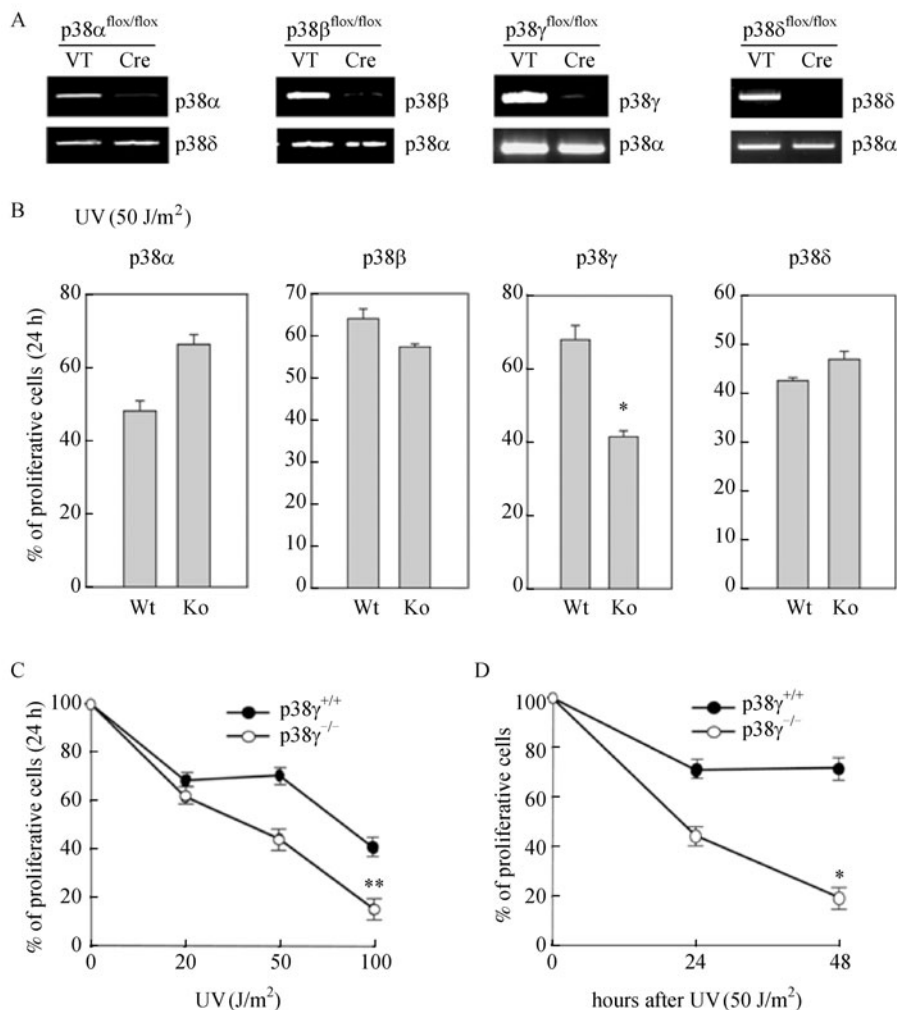 A
p38α^flox/flox p38β^flox/flox p38γ^flox/flox p38δ^flox/flox
VT Cre VT Cre VT Cre VT Cre
p38α p38β p38γ p38δ
p38δ p38α p38α p38α
B UV (50 J/m²)
p38α p38β p38γ p38δ
% of proliferative cells (24 h)
80
60
40
20
0
Wt Ko
70
60
50
40
30
20
10
0
Wt Ko
80
60
40
20
0
*
Wt Ko
60
50
40
30
20
10
0
Wt Ko
C
% of proliferative cells (24 h)
100
80
60
40
20
0
p38γ^+/+
p38γ^−/−
**
0 20 50 100
UV (J/m²)
D
% of proliferative cells
100
80
60
40
20
0
p38γ^+/+
p38γ^−/−
*
0 24 48
hours after UV (50 J/m²)